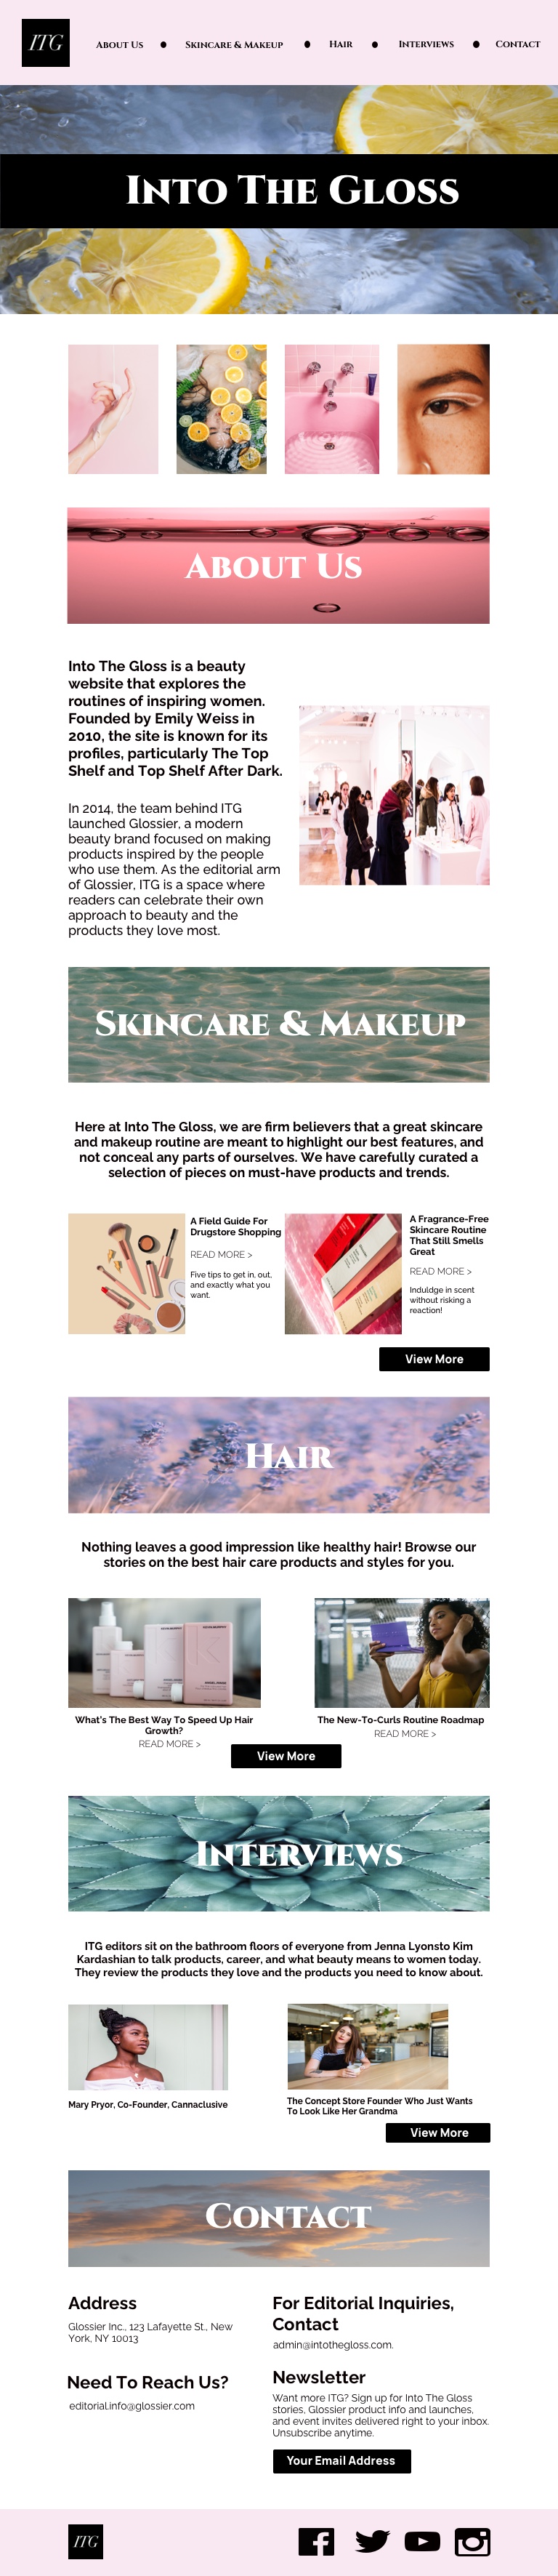 ITG
About Us • Skincare & Makeup • Hair • Interviews • Contact
Into The Gloss
About Us
Into The Gloss is a beauty
website that explores the
routines of inspiring women.
Founded by Emily Weiss in
2010, the site is known for its
profiles, particularly The Top
Shelf and Top Shelf After Dark.
In 2014, the team behind ITG
launched Glossier, a modern
beauty brand focused on making
products inspired by the people
who use them. As the editorial arm
of Glossier, ITG is a space where
readers can celebrate their own
approach to beauty and the
products they love most.
Skincare & Makeup
Here at Into The Gloss, we are firm believers that a great skincare
and makeup routine are meant to highlight our best features, and
not conceal any parts of ourselves. We have carefully curated a
selection of pieces on must-have products and trends.
A Field Guide For
Drugstore Shopping
READ MORE >
Five tips to get in, out,
and exactly what you
want.
A Fragrance-Free
Skincare Routine
That Still Smells
Great
READ MORE >
Induldge in scent
without risking a
reaction!
View More
Hair
Nothing leaves a good impression like healthy hair! Browse our
stories on the best hair care products and styles for you.
What's The Best Way To Speed Up Hair
Growth?
READ MORE >
The New-To-Curls Routine Roadmap
READ MORE >
View More
Interviews
ITG editors sit on the bathroom floors of everyone from Jenna Lyonsto Kim
Kardashian to talk products, career, and what beauty means to women today.
They review the products they love and the products you need to know about.
Mary Pryor, Co-Founder, Cannaclusive
The Concept Store Founder Who Just Wants
To Look Like Her Grandma
View More
Contact
Address
Glossier Inc., 123 Lafayette St., New
York, NY 10013
Need To Reach Us?
editorial.info@glossier.com
For Editorial Inquiries,
Contact
admin@intothegloss.com.
Newsletter
Want more ITG? Sign up for Into The Gloss
stories, Glossier product info and launches,
and event invites delivered right to your inbox.
Unsubscribe anytime.
Your Email Address
ITG